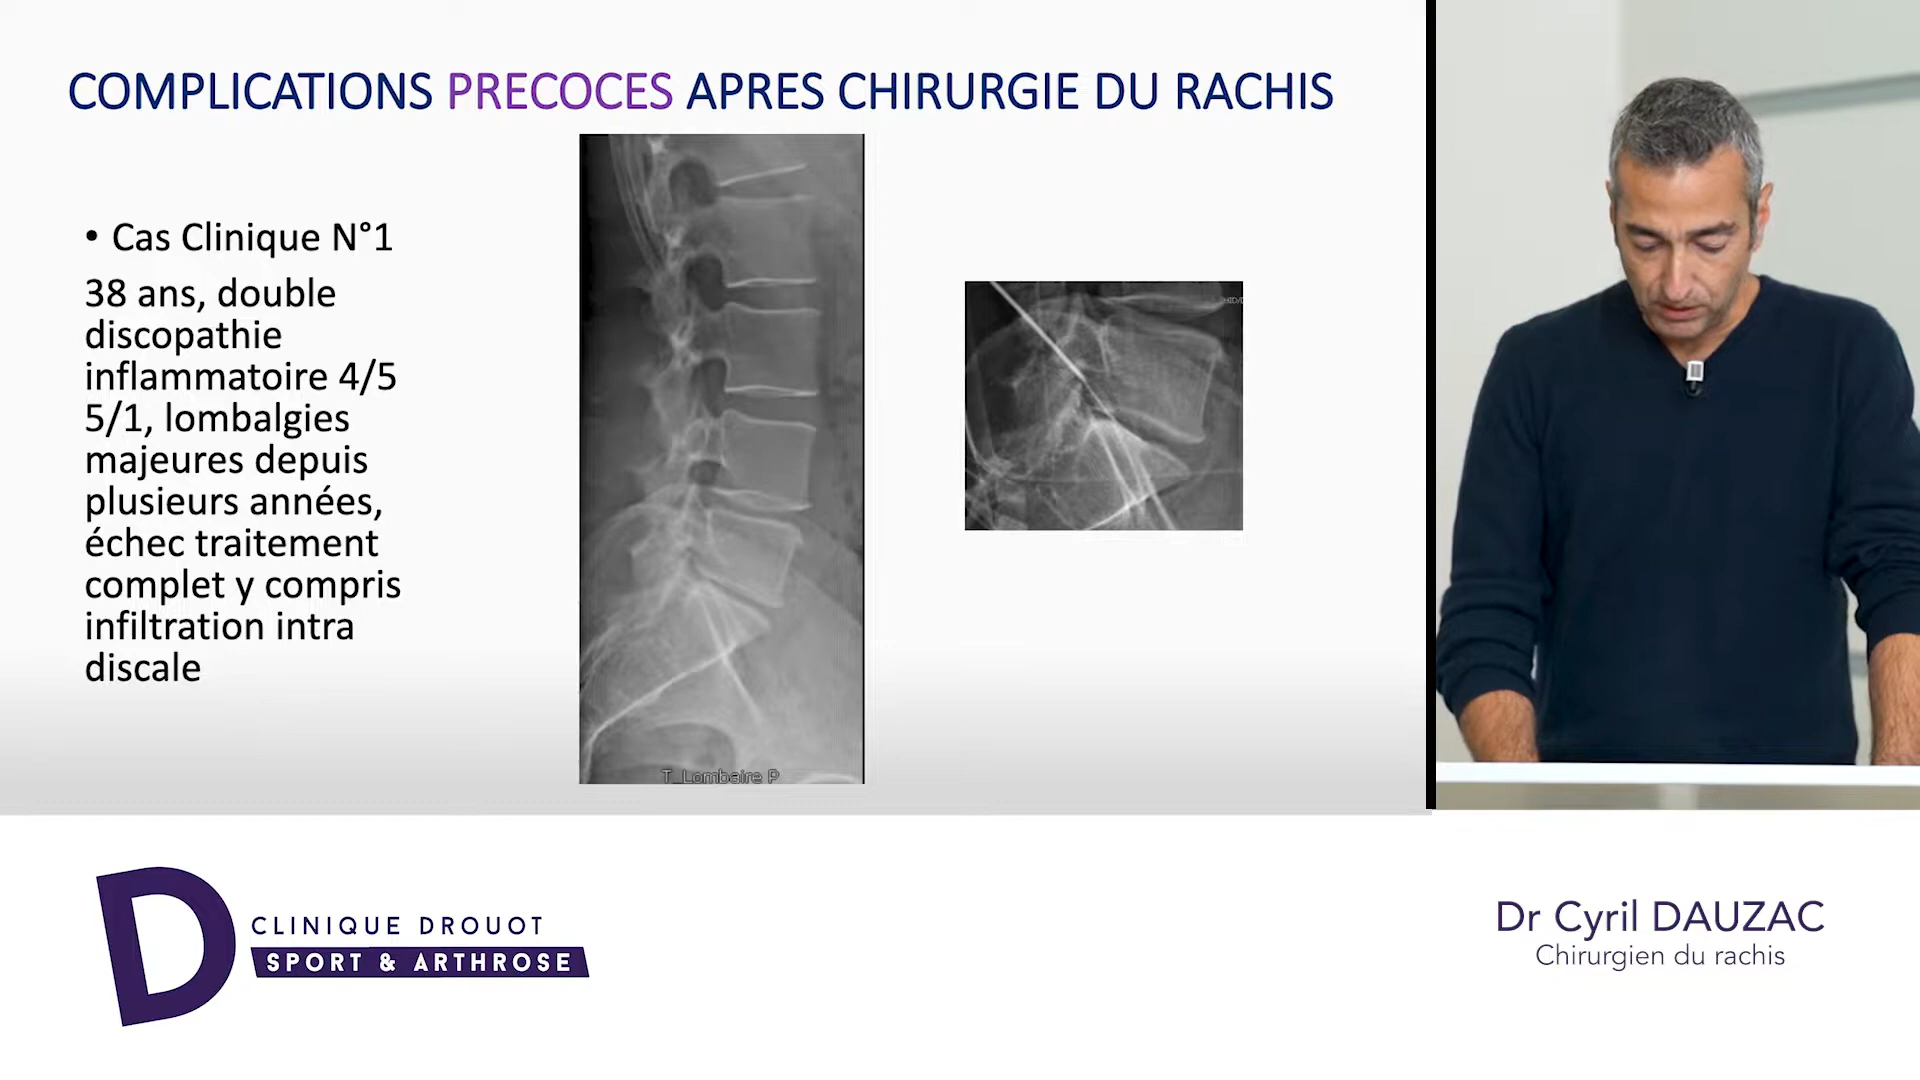 COMPLICATIONS PRECOCES APRES CHIRURGIE DU RACHIS
• Cas Clinique N°1
38 ans, double
discopathie
inflammatoire 4/5
5/1, lombalgies
majeures depuis
plusieurs années,
échec traitement
complet y compris
infiltration intra
discale
T_Lombaire P
D
CLINIQUE DROUOT
SPORT & ARTHROSE
Dr Cyril DAUZAC
Chirurgien du rachis